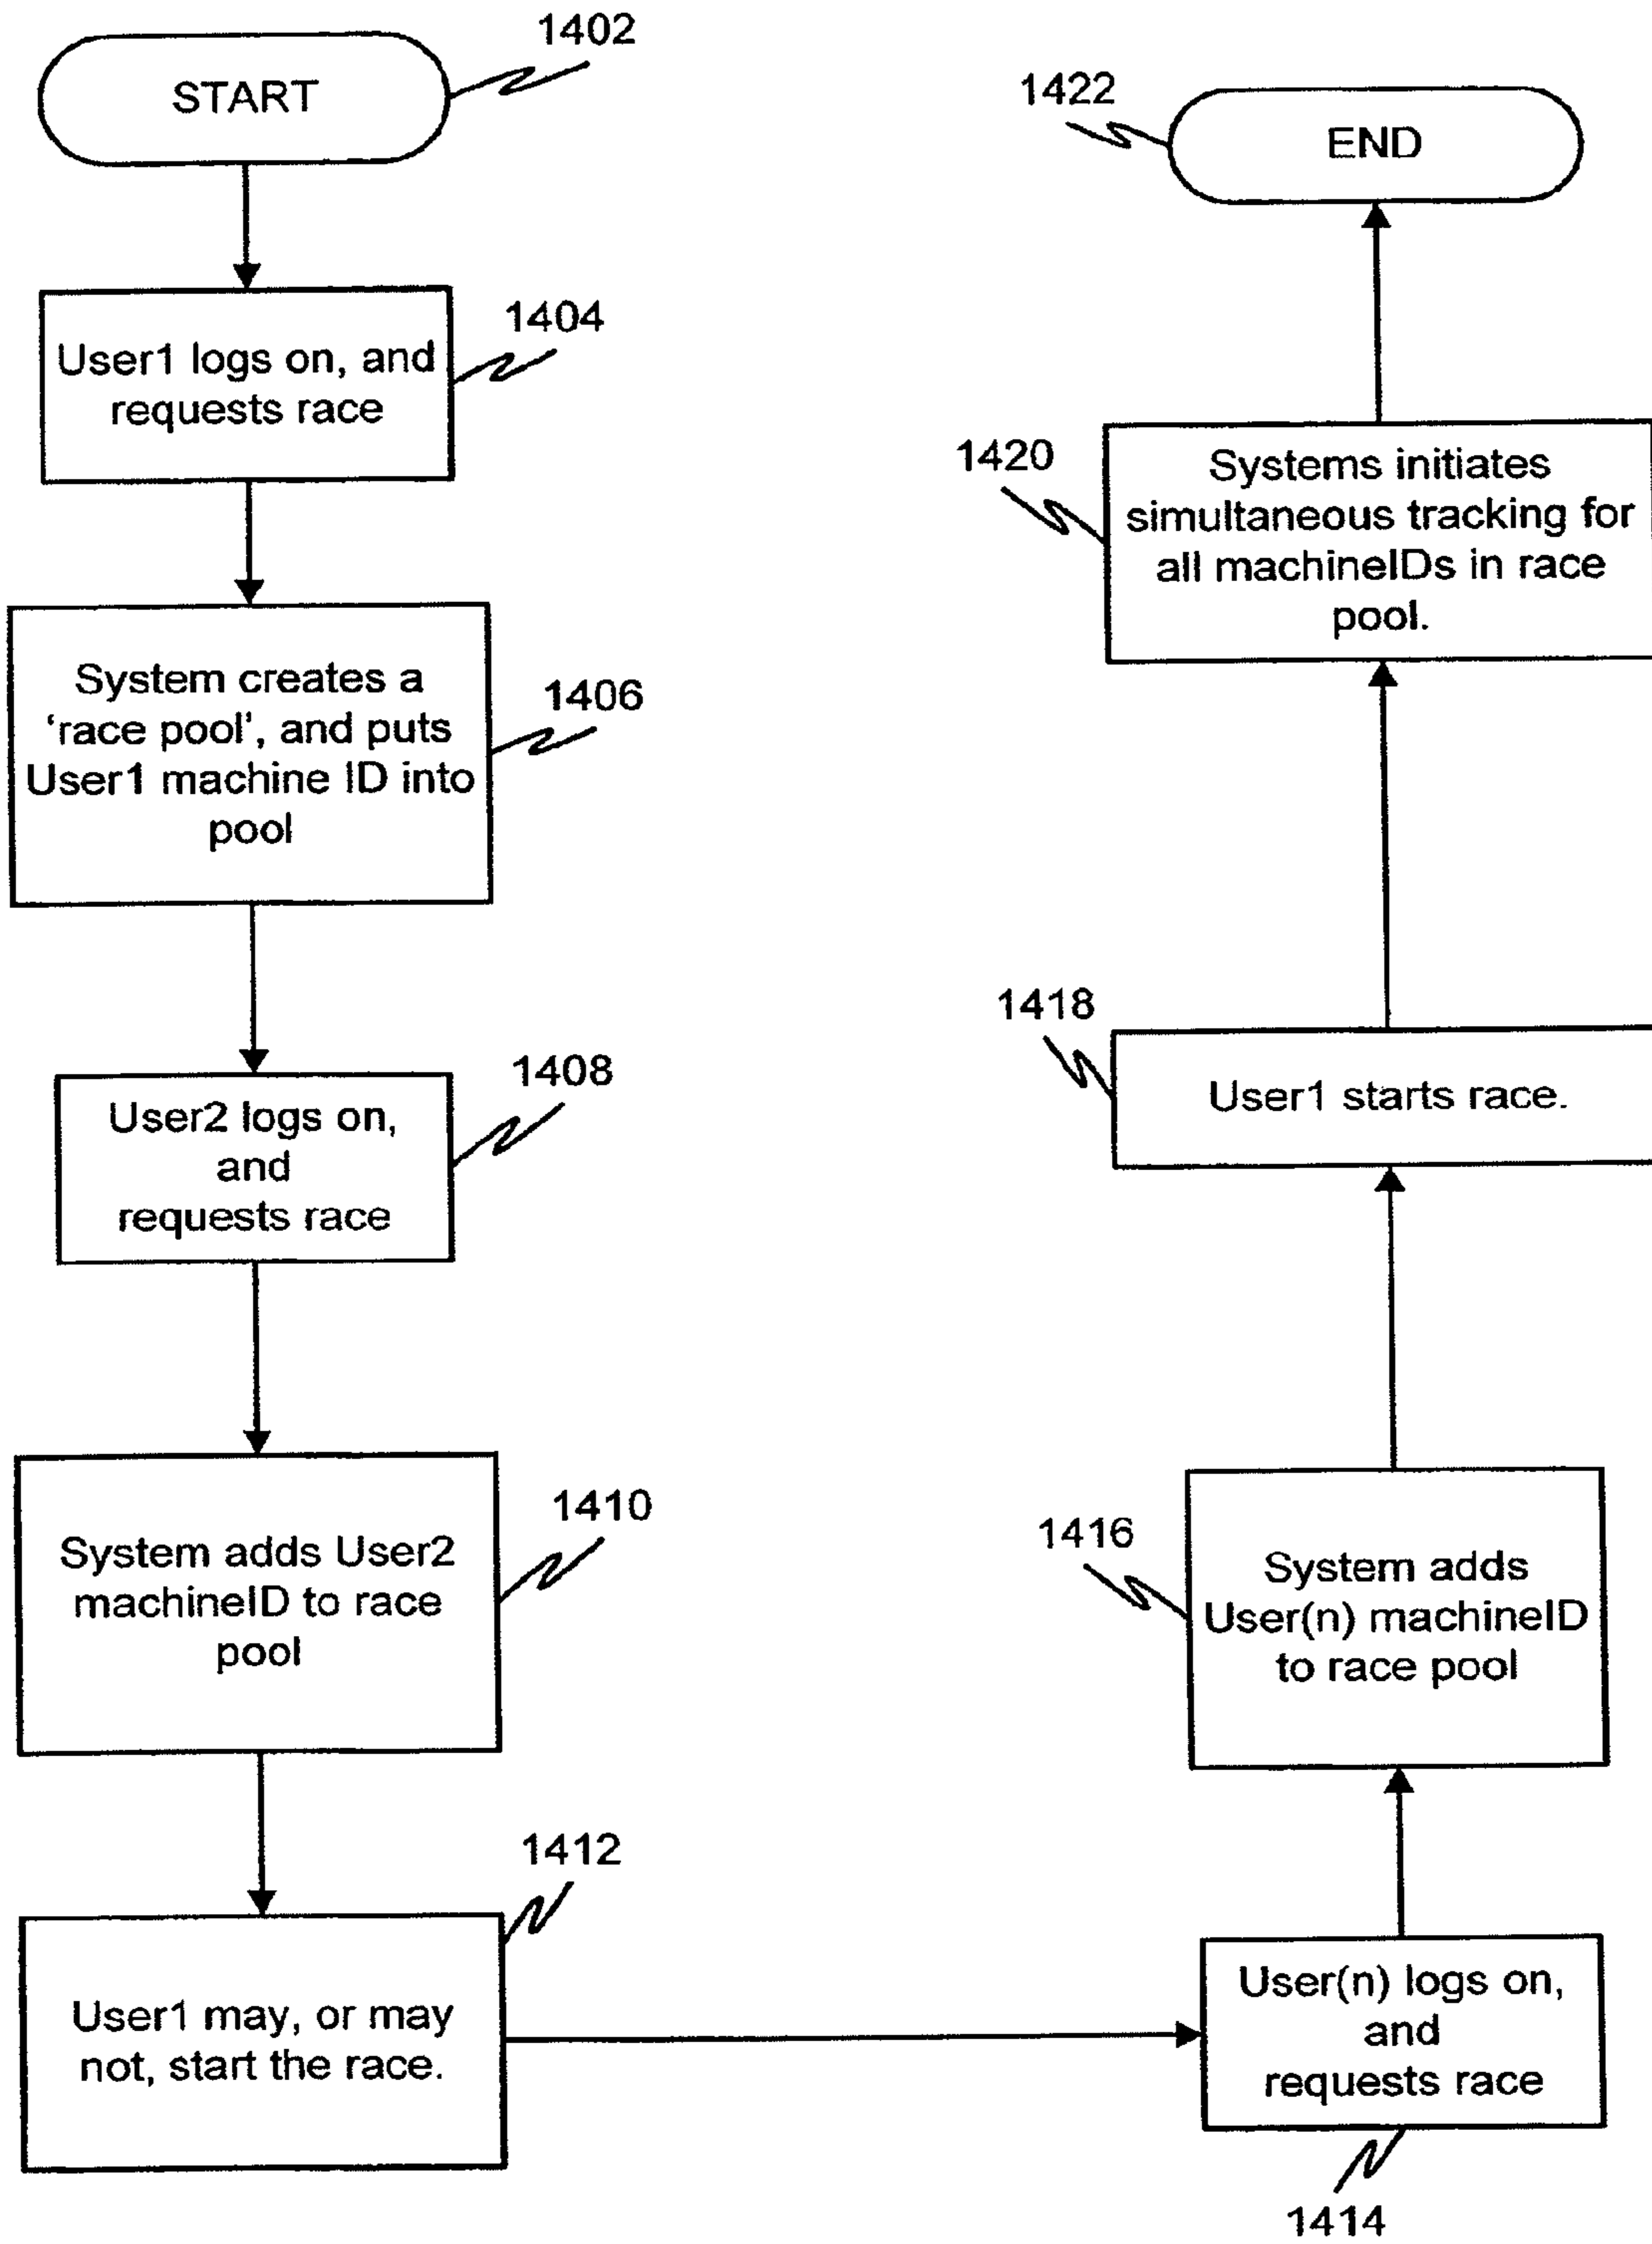 1402
START
1404
User1 logs on, and
requests race
1406
System creates a
‘race pool’, and puts
User1 machine ID into
pool
1408
User2 logs on,
and
requests race
1410
System adds User2
machineID to race
pool
1412
User1 may, or may
not, start the race.
User(n) logs on,
and
requests race
1414
1416
System adds
User(n) machineID
to race pool
1418
User1 starts race.
1420
Systems initiates
simultaneous tracking for
all machineIDs in race
pool.
1422
END